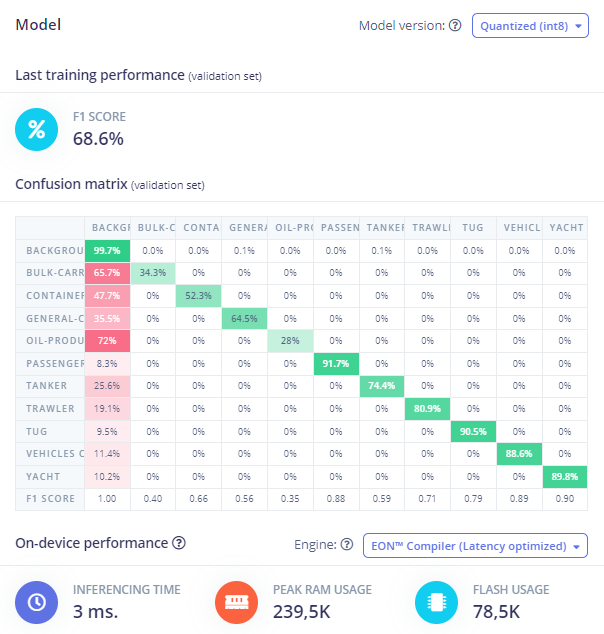 Model
Model version: Quantized (int8)
Last training performance (validation set)
%
F1 SCORE
68.6%
Confusion matrix (validation set)
BACKGR BULK-C CONTA GENERA OIL-PRO PASSEN TANKER TRAWL TUG VEHICL YACHT
BACKGROU 99.7% 0.0% 0.0% 0.1% 0.0% 0.0% 0.1% 0.0% 0.0% 0.0% 0.0%
BULK-CARR 65.7% 34.3% 0% 0% 0% 0% 0% 0% 0% 0% 0%
CONTAINER 47.7% 0% 52.3% 0% 0% 0% 0% 0% 0% 0% 0%
GENERAL-C 35.5% 0% 0% 64.5% 0% 0% 0% 0% 0% 0% 0%
OIL-PRODU 72% 0% 0% 0% 28% 0% 0% 0% 0% 0% 0%
PASSENGER 8.3% 0% 0% 0% 0% 91.7% 0% 0% 0% 0% 0%
TANKER 25.6% 0% 0% 0% 0% 0% 74.4% 0% 0% 0% 0%
TRAWLER 19.1% 0% 0% 0% 0% 0% 0% 80.9% 0% 0% 0%
TUG 9.5% 0% 0% 0% 0% 0% 0% 0% 90.5% 0% 0%
VEHICLES C 11.4% 0% 0% 0% 0% 0% 0% 0% 0% 88.6% 0%
YACHT 10.2% 0% 0% 0% 0% 0% 0% 0% 0% 0% 89.8%
F1 SCORE 1.00 0.40 0.66 0.56 0.35 0.88 0.59 0.71 0.79 0.89 0.90
On-device performance
Engine: EON™ Compiler (Latency optimized)
INFERENCING TIME
3 ms.
PEAK RAM USAGE
239,5K
FLASH USAGE
78,5K